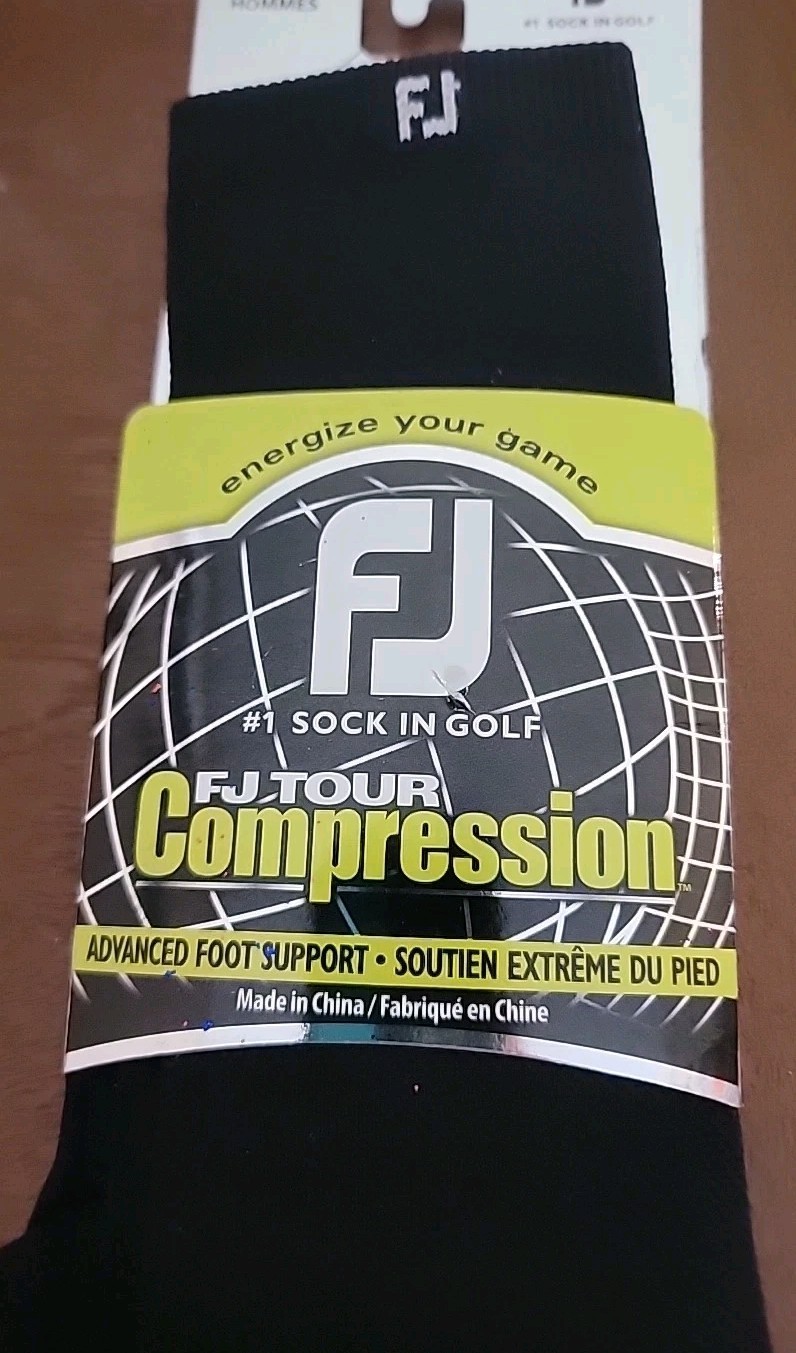 HOMMES
#1 SOCK IN GOLF
FJ
energize your game
FJ
#1 SOCK IN GOLF
FJ TOUR
Compression™
ADVANCED FOOT SUPPORT • SOUTIEN EXTRÊME DU PIED
Made in China / Fabriqué en Chine